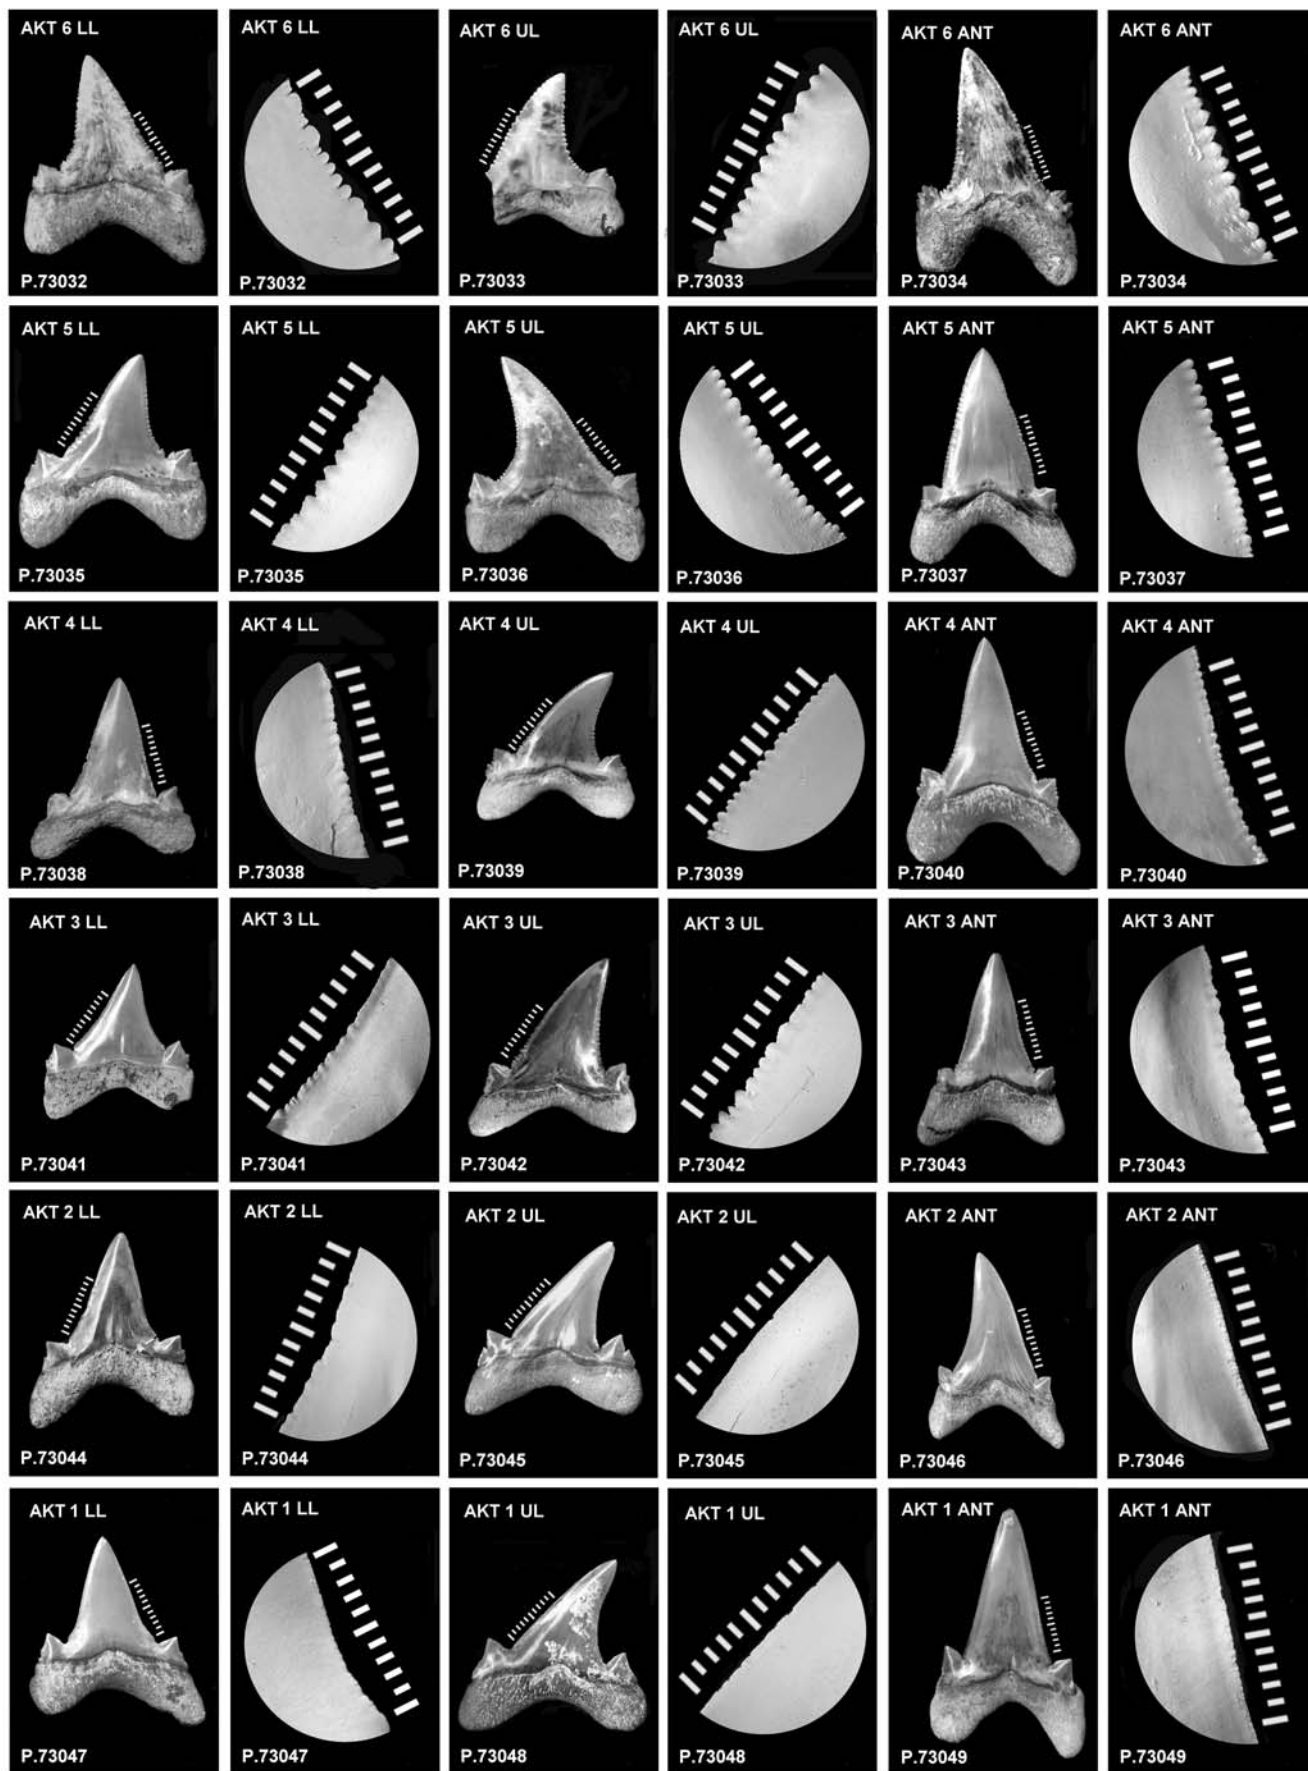 AKT 6 LL
AKT 6 LL
AKT 6 UL
AKT 6 UL
AKT 6 ANT
AKT 6 ANT
P.73032
P.73032
P.73033
P.73033
P.73034
P.73034
AKT 5 LL
AKT 5 LL
AKT 5 UL
AKT 5 UL
AKT 5 ANT
AKT 5 ANT
P.73035
P.73035
P.73036
P.73036
P.73037
P.73037
AKT 4 LL
AKT 4 LL
AKT 4 UL
AKT 4 UL
AKT 4 ANT
AKT 4 ANT
P.73038
P.73038
P.73039
P.73039
P.73040
P.73040
AKT 3 LL
AKT 3 LL
AKT 3 UL
AKT 3 UL
AKT 3 ANT
AKT 3 ANT
P.73041
P.73041
P.73042
P.73042
P.73043
P.73043
AKT 2 LL
AKT 2 LL
AKT 2 UL
AKT 2 UL
AKT 2 ANT
AKT 2 ANT
P.73044
P.73044
P.73045
P.73045
P.73046
P.73046
AKT 1 LL
AKT 1 LL
AKT 1 UL
AKT 1 UL
AKT 1 ANT
AKT 1 ANT
P.73047
P.73047
P.73048
P.73048
P.73049
P.73049